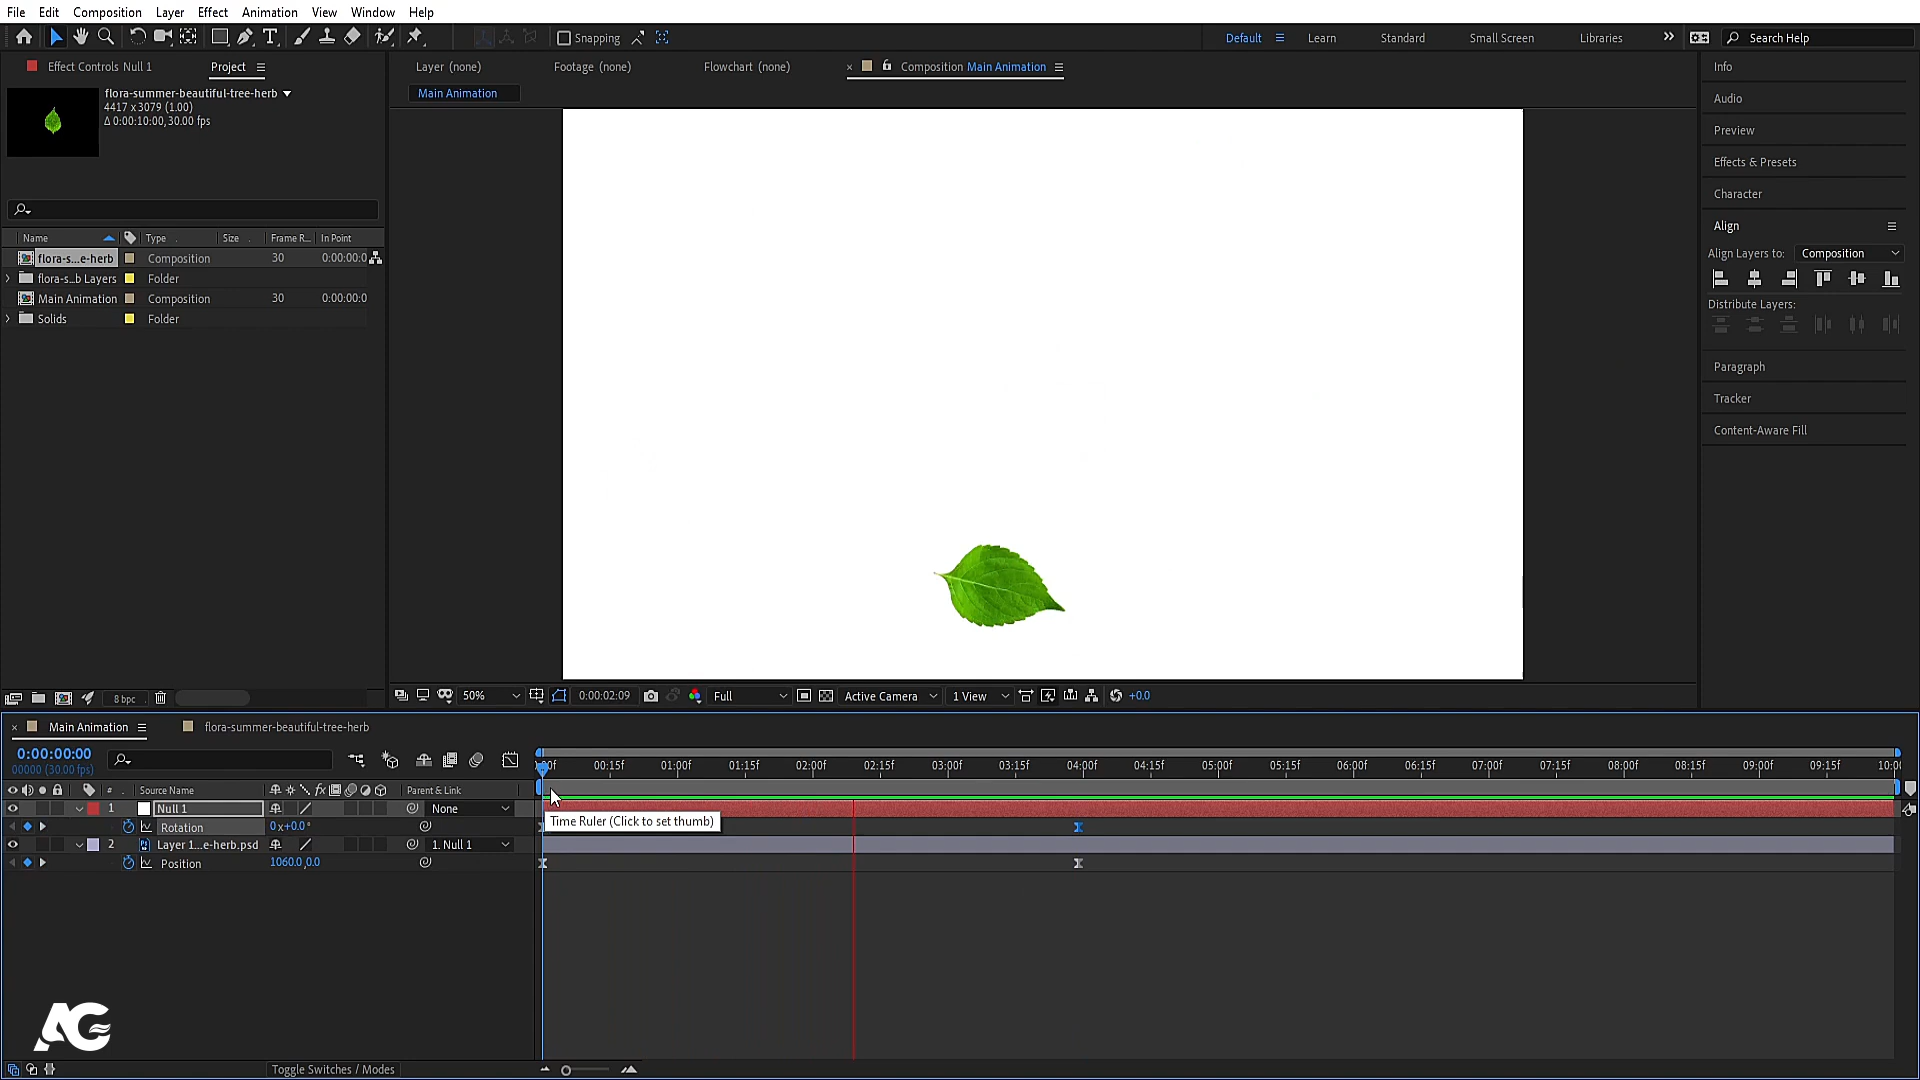 File Edit Composition Layer Effect Animation View Window Help
Snapping
Default Learn Standard Small Screen Libraries Search Help
Effect Controls Null 1 Project
Layer (none) Footage (none) Flowchart (none) × Composition Main Animation
Main Animation
flora-summer-beautiful-tree-herb
4417 x 3079 (1.00)
Δ 0:00:10:00, 30.00 fps
Name Type Size Frame R... In Point
flora-s...e-herb Composition 30 0:00:00:0
flora-s...b Layers Folder
Main Animation Composition 30 0:00:00:0
Solids Folder
8 bpc
Info
Audio
Preview
Effects & Presets
Character
Align
Align Layers to: Composition
Distribute Layers:
Paragraph
Tracker
Content-Aware Fill
50% 0:00:02:09 Full Active Camera 1 View +0.0
× Main Animation flora-summer-beautiful-tree-herb
0:00:00:00
00000 (30.00 fps)
00f 00:15f 01:00f 01:15f 02:00f 02:15f 03:00f 03:15f 04:00f 04:15f 05:00f 05:15f 06:00f 06:15f 07:00f 07:15f 08:00f 08:15f 09:00f 09:15f 10:0
# Source Name fx Parent & Link
1 Null 1 None
Rotation 0x+0.0°
Time Ruler (Click to set thumb)
2 Layer 1...e-herb.psd 1. Null 1
Position 1060.0,0.0
AG
Toggle Switches / Modes